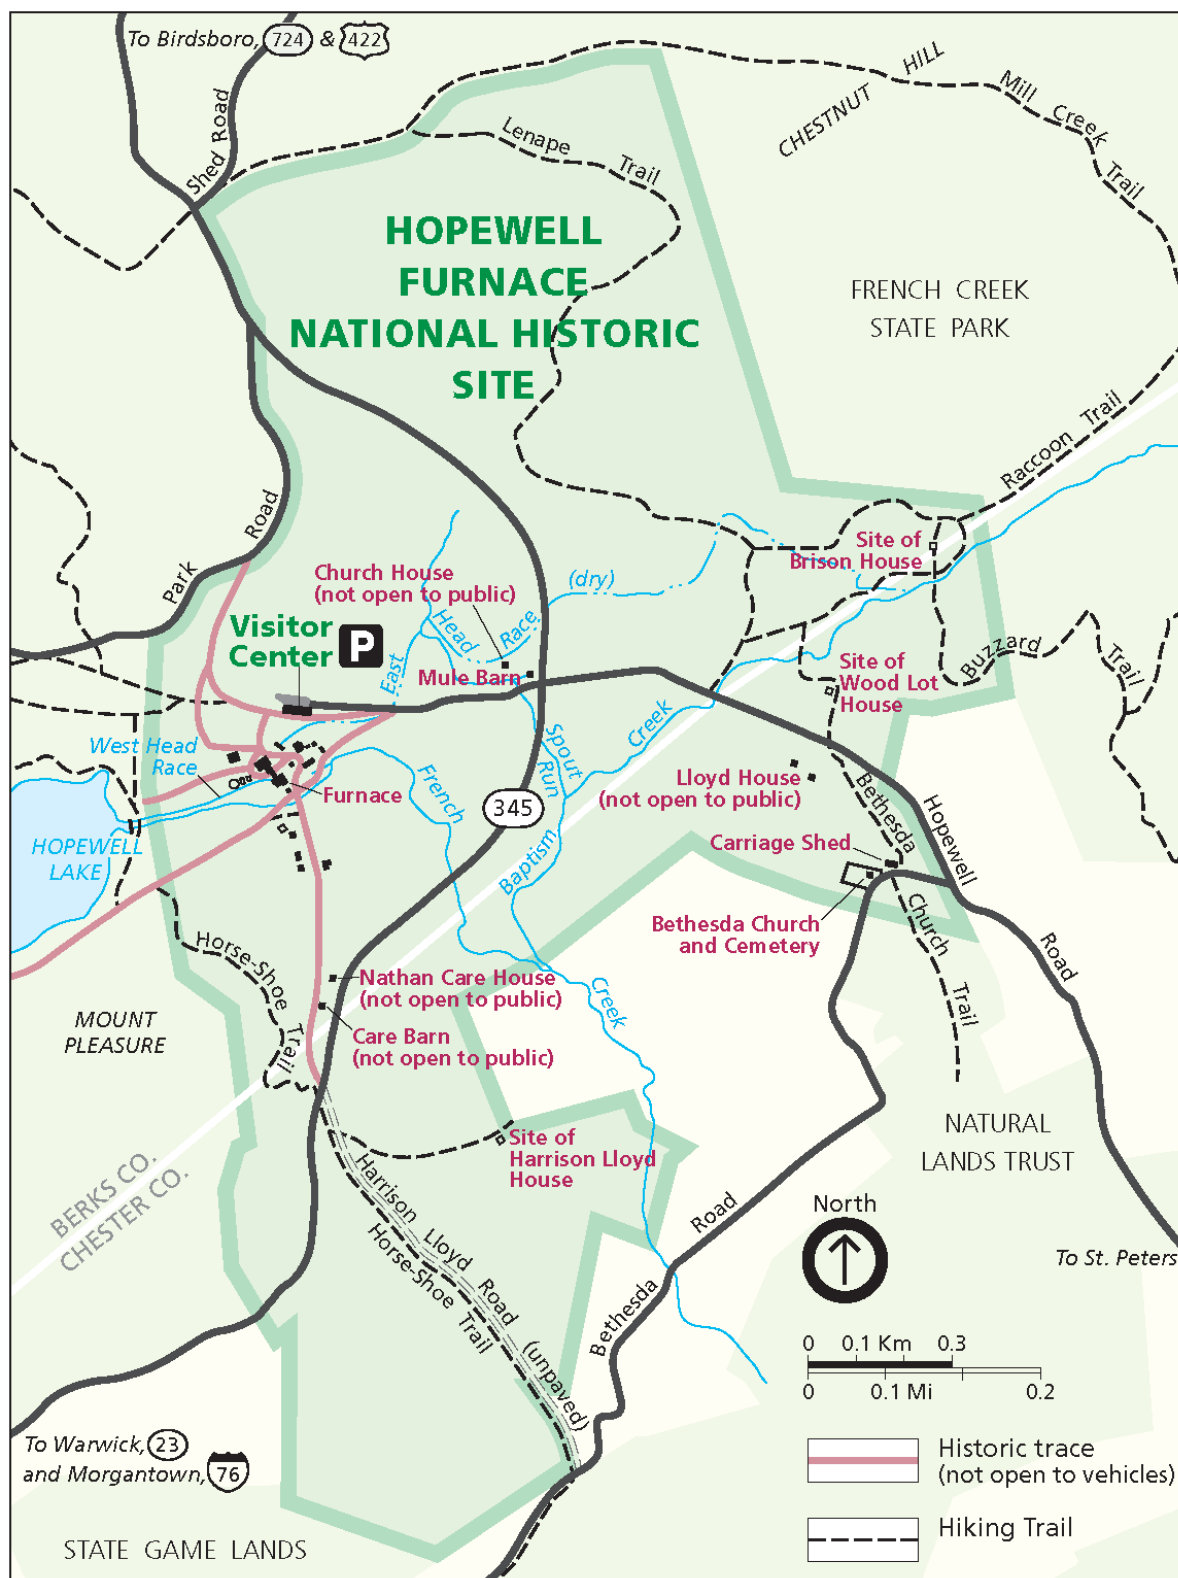 To Birdsboro, 724 & 422
Shed Road
Lenape Trail
CHESTNUT HILL
Mill Creek Trail
HOPEWELL
FURNACE
NATIONAL HISTORIC
SITE
FRENCH CREEK
STATE PARK
Raccoon Trail
Park Road
Church House
(not open to public)
(dry)
Site of
Brison House
Visitor
Center
P
East Head Race
Mule Barn
Buzzard Trail
Site of
Wood Lot
House
West Head
Race
Furnace
French Creek
Spout Run
Baptism Creek
345
Lloyd House
(not open to public)
HOPEWELL
LAKE
Carriage Shed
Bethesda Church Trail
Hopewell Road
Bethesda Church
and Cemetery
Horse-Shoe Trail
Nathan Care House
(not open to public)
Care Barn
(not open to public)
MOUNT
PLEASURE
NATURAL
LANDS TRUST
Site of
Harrison Lloyd
House
BERKS CO.
CHESTER CO.
Harrison Lloyd Road (unpaved)
Horse-Shoe Trail
Bethesda Road
North
To St. Peters
0 0.1 Km 0.3
0 0.1 Mi 0.2
To Warwick, 23
and Morgantown, 76
Historic trace
(not open to vehicles)
Hiking Trail
STATE GAME LANDS